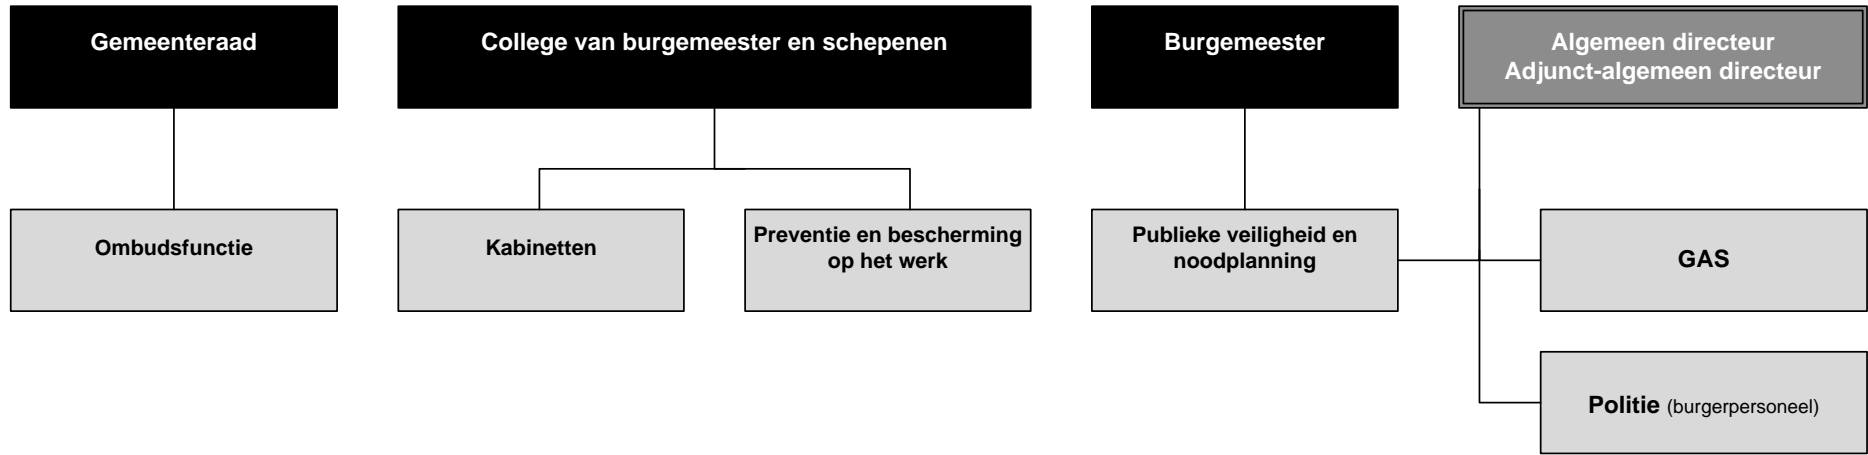 Gemeenteraad
College van burgemeester en schepenen
Burgemeester
Algemeen directeur
Adjunct-algemeen directeur
Ombudsfunctie
Kabinetten
Preventie en bescherming
op het werk
Publieke veiligheid en
noodplanning
GAS
Politie (burgerpersoneel)